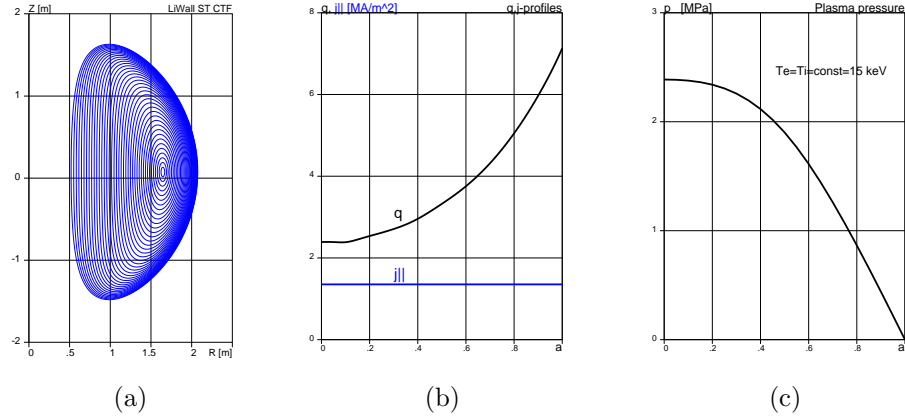 Z [m] LiWall ST CTF
2
1
0
-1
-2
0 .5 1 1.5 2
R [m]
(a)
q, j|| [MA/m^2] q,j-profiles
8
6
4
2
0
q
j||
0 .2 .4 .6 .8 a
(b)
p [MPa] Plasma pressure
3
2
1
0
Te=Ti=const=15 keV
0 .2 .4 .6 .8 a
(c)